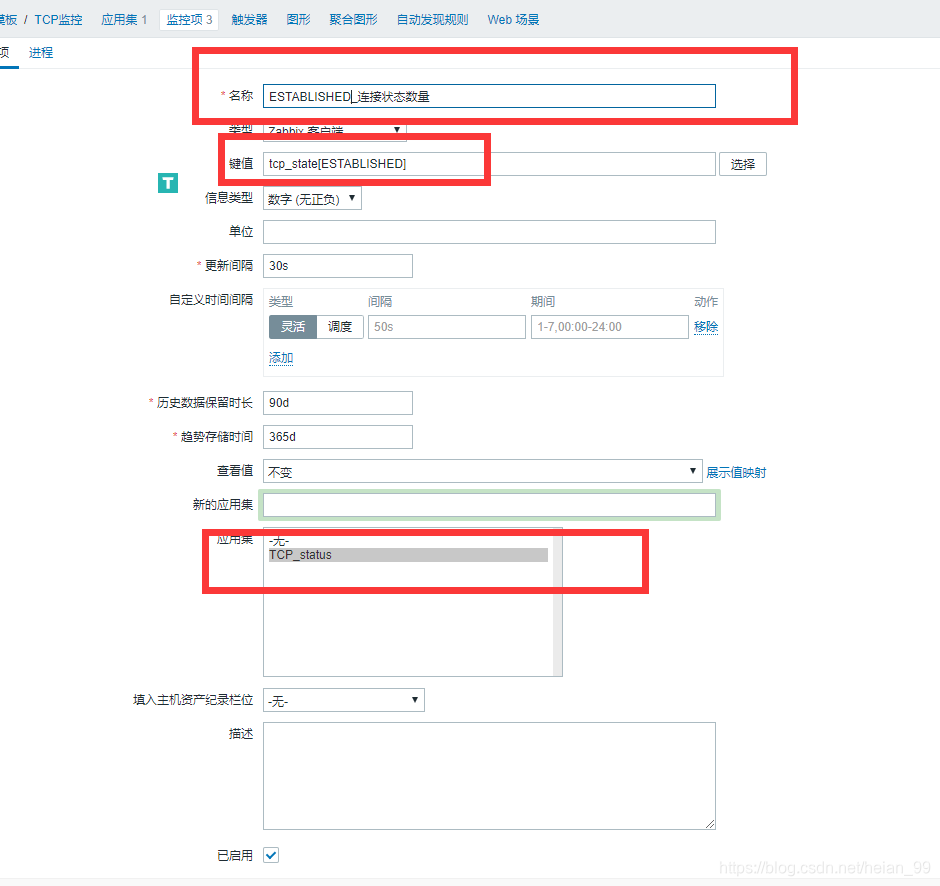 模板 / TCP监控 应用集 1 监控项 3 触发器 图形 聚合图形 自动发现规则 Web 场景
项 进程
* 名称 ESTABLISHED_连接状态数量
类型 Zabbix 客户端
键值 tcp_state[ESTABLISHED] 选择
T
信息类型 数字 (无正负)
单位
* 更新间隔 30s
自定义时间间隔 类型 间隔 期间 动作
灵活 调度 50s 1-7,00:00-24:00 移除
添加
* 历史数据保留时长 90d
* 趋势存储时间 365d
查看值 不变 展示值映射
新的应用集
应用集 -无-
TCP_status
填入主机资产纪录栏位 -无-
描述
已启用
https://blog.csdn.net/heian_99